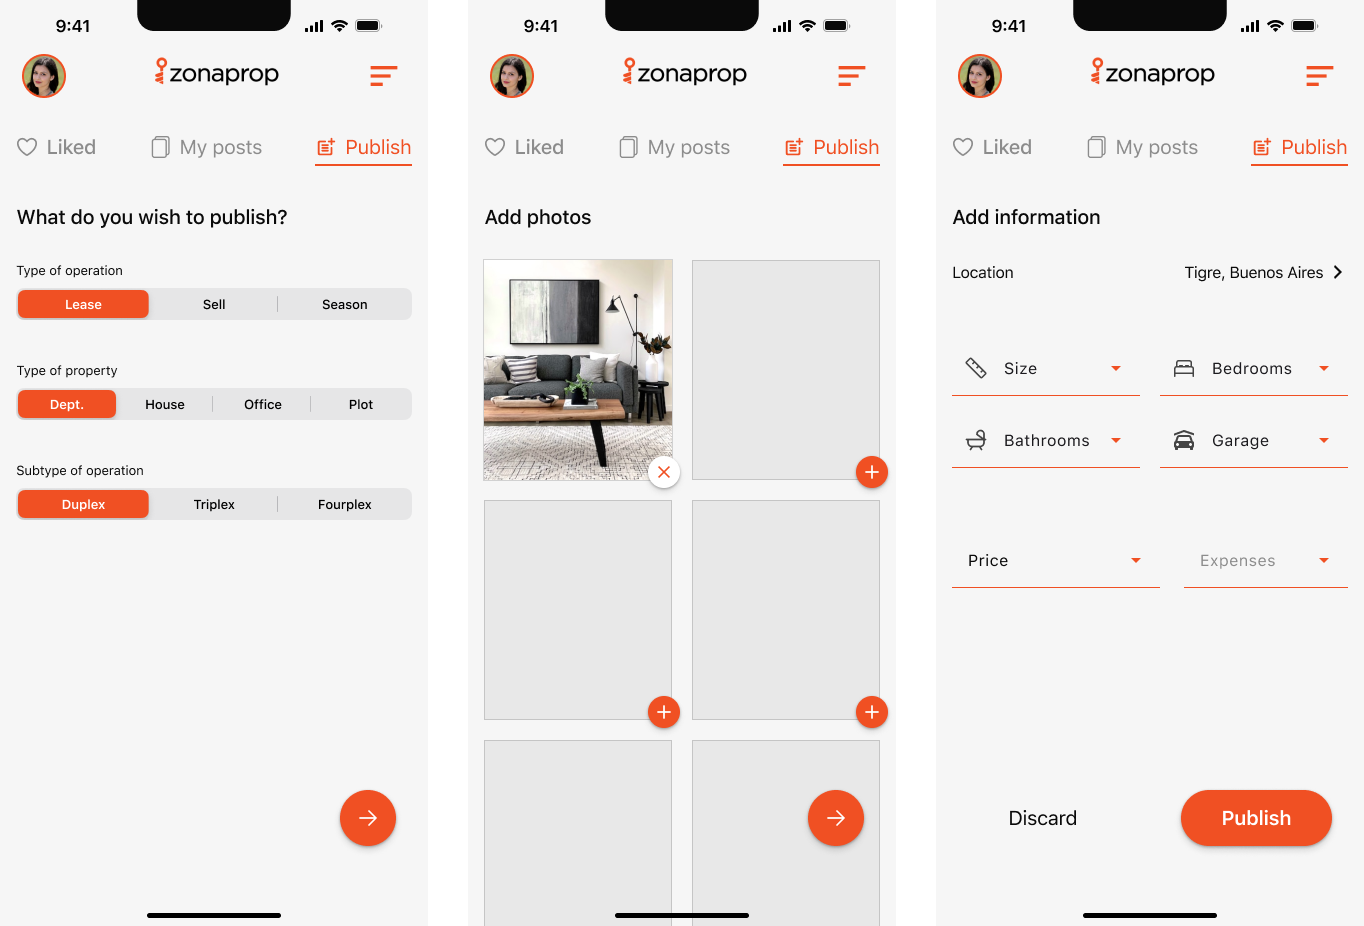 9:41
zonaprop
Liked
My posts
Publish
What do you wish to publish?
Type of operation
Lease
Sell
Season
Type of property
Dept.
House
Office
Plot
Subtype of operation
Duplex
Triplex
Fourplex
9:41
zonaprop
Liked
My posts
Publish
Add photos
9:41
zonaprop
Liked
My posts
Publish
Add information
Location
Tigre, Buenos Aires
Size
Bedrooms
Bathrooms
Garage
Price
Expenses
Discard
Publish